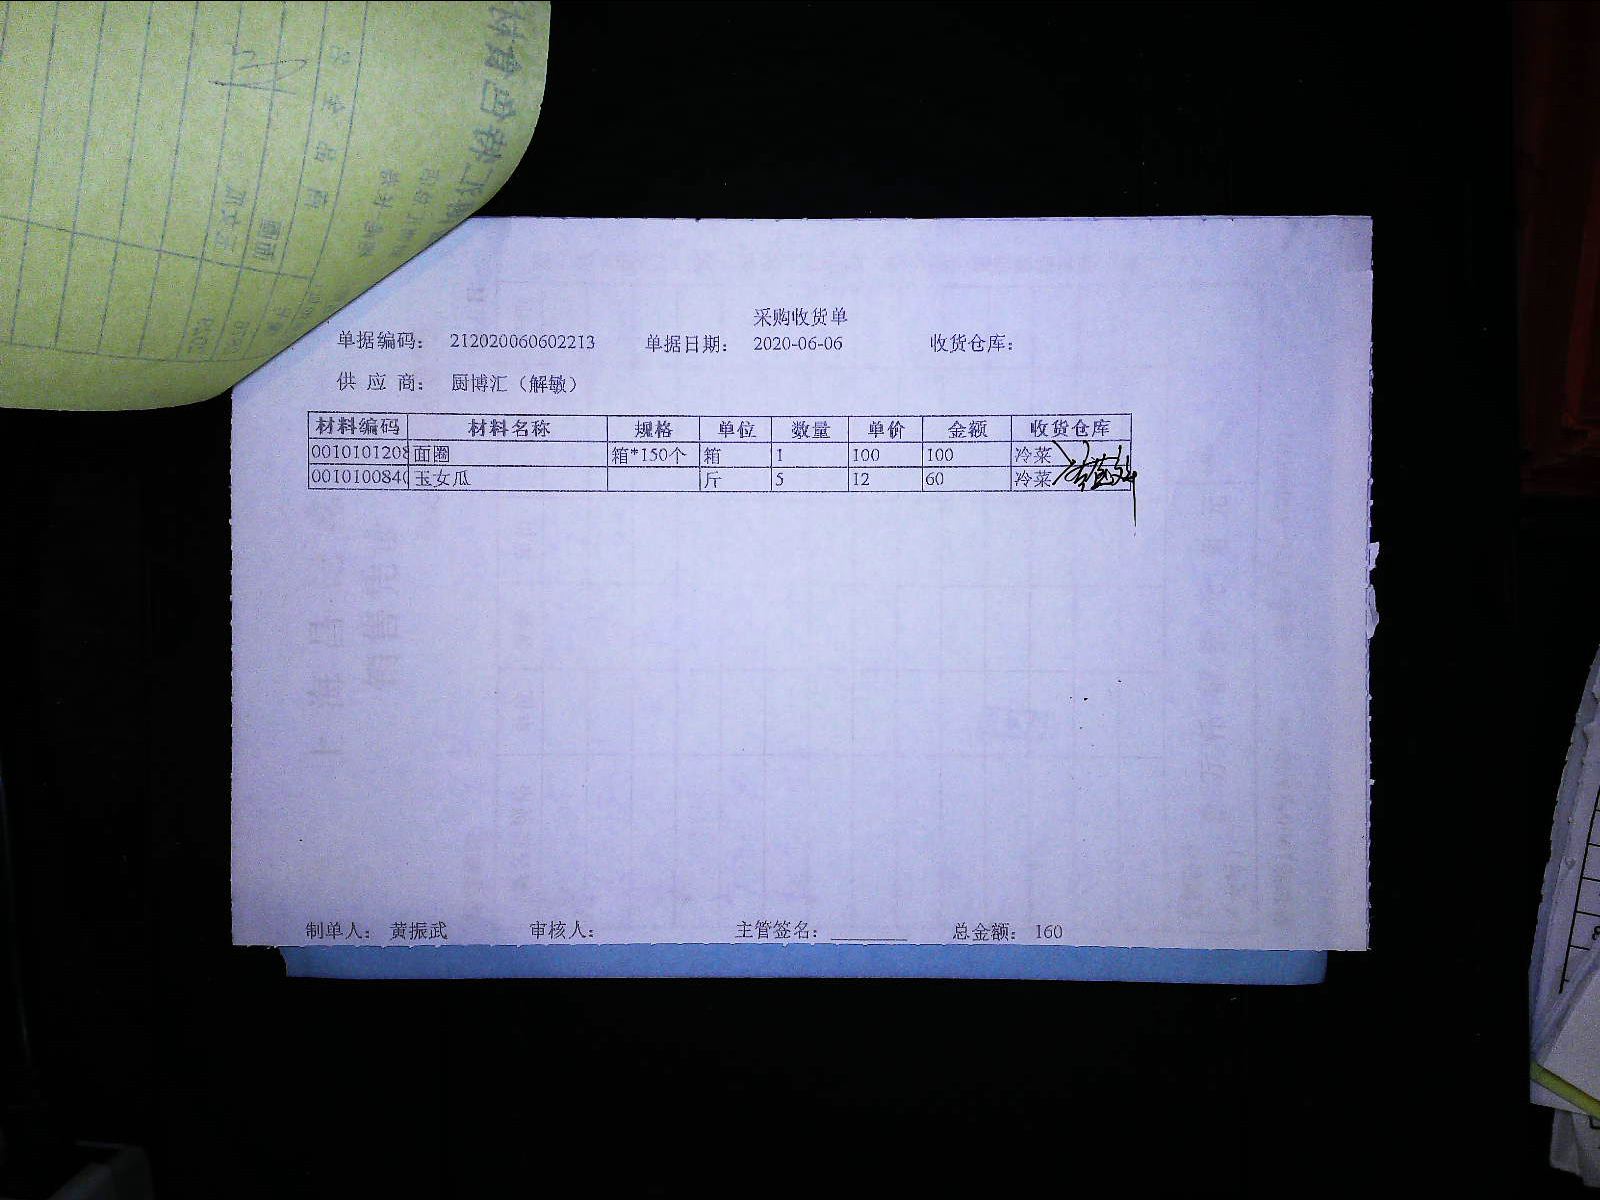 采购收货单
单据编码： 212020060602213 单据日期： 2020-06-06 收货仓库：
供 应 商： 厨博汇（解敏）
材料编码 材料名称 规格 单位 数量 单价 金额 收货仓库
0010101208 面圈 箱*150个 箱 1 100 100 冷菜
001010084 玉女瓜 斤 5 12 60 冷菜
制单人： 黄振武 审核人： 主管签名： 总金额： 160